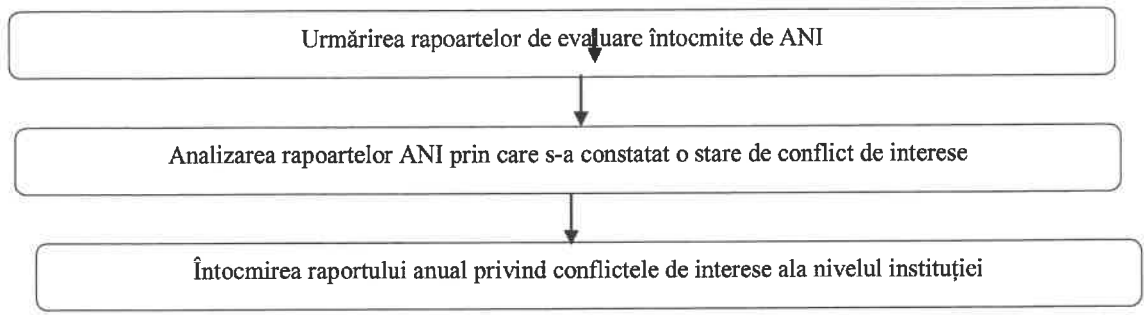 Urmărirea rapoartelor de evaluare întocmite de ANI
Analizarea rapoartelor ANI prin care s-a constatat o stare de conflict de interese
Întocmirea raportului anual privind conflictele de interese ala nivelul instituției